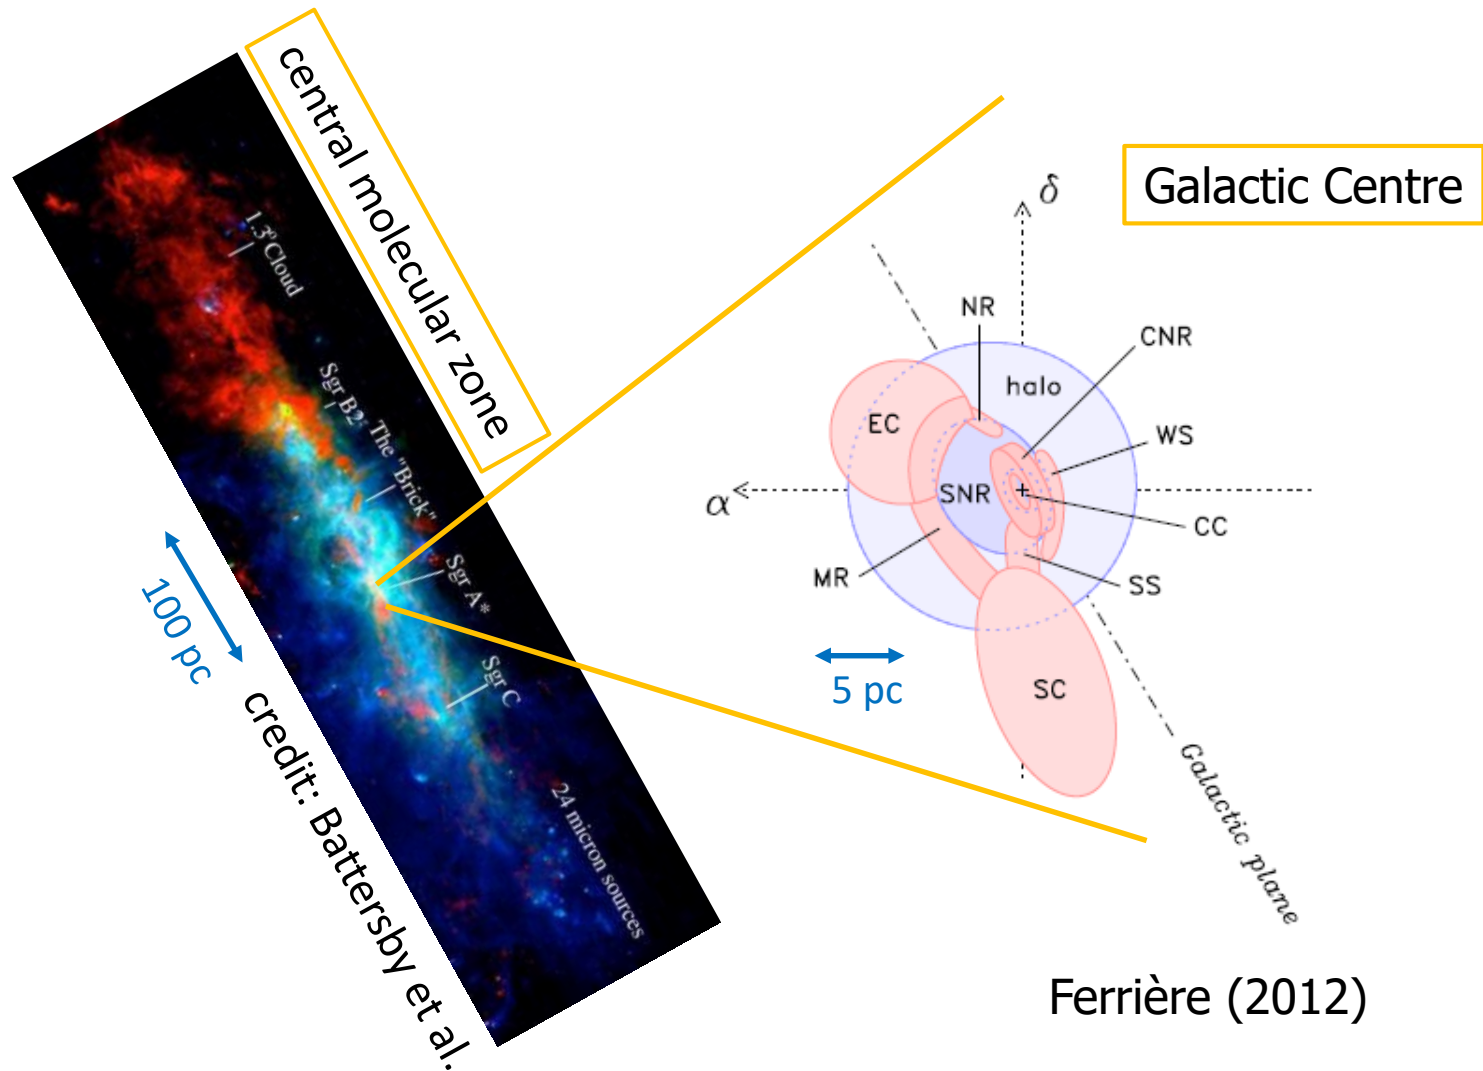 central molecular zone
1.3° Cloud
Sgr B2
The "Brick"
Sgr A*
Sgr C
24 micron sources
100 pc
credit: Battersby et al.
Galactic Centre
δ
NR
CNR
halo
EC
WS
SNR
α
CC
MR
SS
5 pc
SC
Galactic plane
Ferrière (2012)